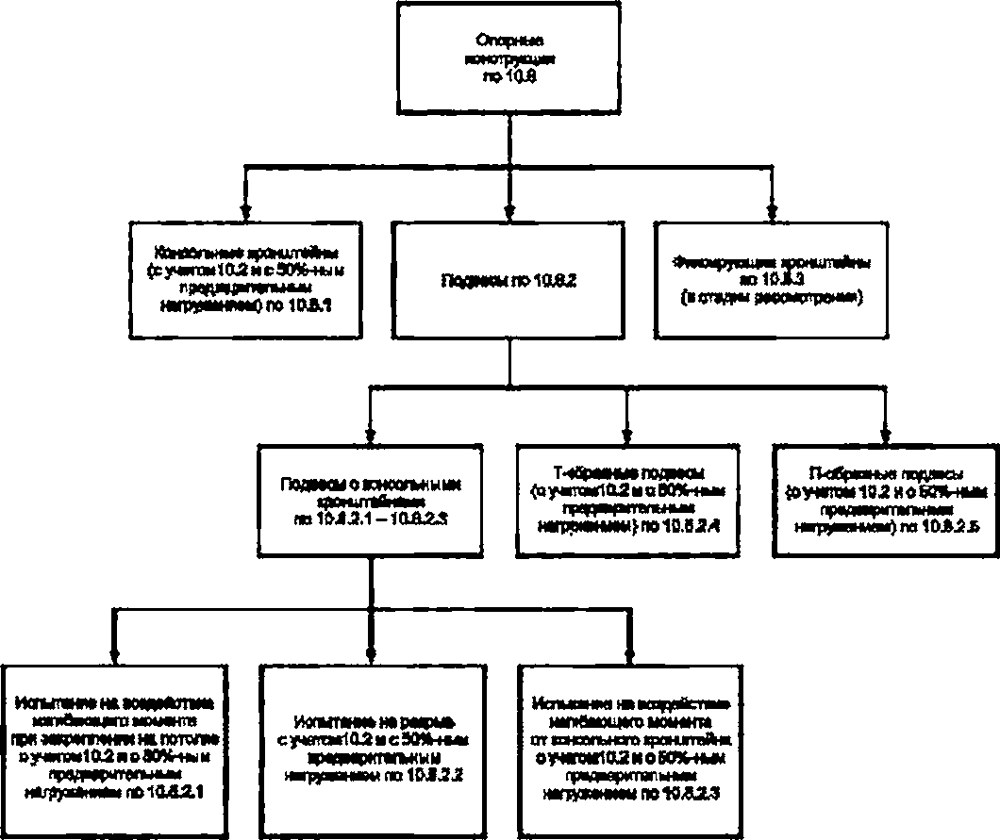 Опорные
конструкции
по 10.8
Консольные кронштейны
(с учетом 10.2 и с 50%-ным
предварительным
нагружением) по 10.8.1
Подвесы по 10.8.2
Фиксирующие кронштейны
по 10.8.3
(в стадии рассмотрения)
Подвесы с консольными
кронштейнами
по 10.8.2.1 – 10.8.2.3
Т-образные подвесы
(с учетом 10.2 и с 50%-ным
предварительным
нагружением) по 10.8.2.4
П-образные подвесы
(с учетом 10.2 и с 50%-ным
предварительным
нагружением) по 10.8.2.5
Испытание на воздействие
изгибающего момента
при закреплении на потолке
с учетом 10.2 и с 50%-ным
предварительным
нагружением по 10.8.2.1
Испытание на разрыв
с учетом 10.2 и с 50%-ным
предварительным
нагружением по 10.8.2.2
Испытание на воздействие
изгибающего момента
от консольного кронштейна
с учетом 10.2 и с 50%-ным
предварительным
нагружением по 10.8.2.3